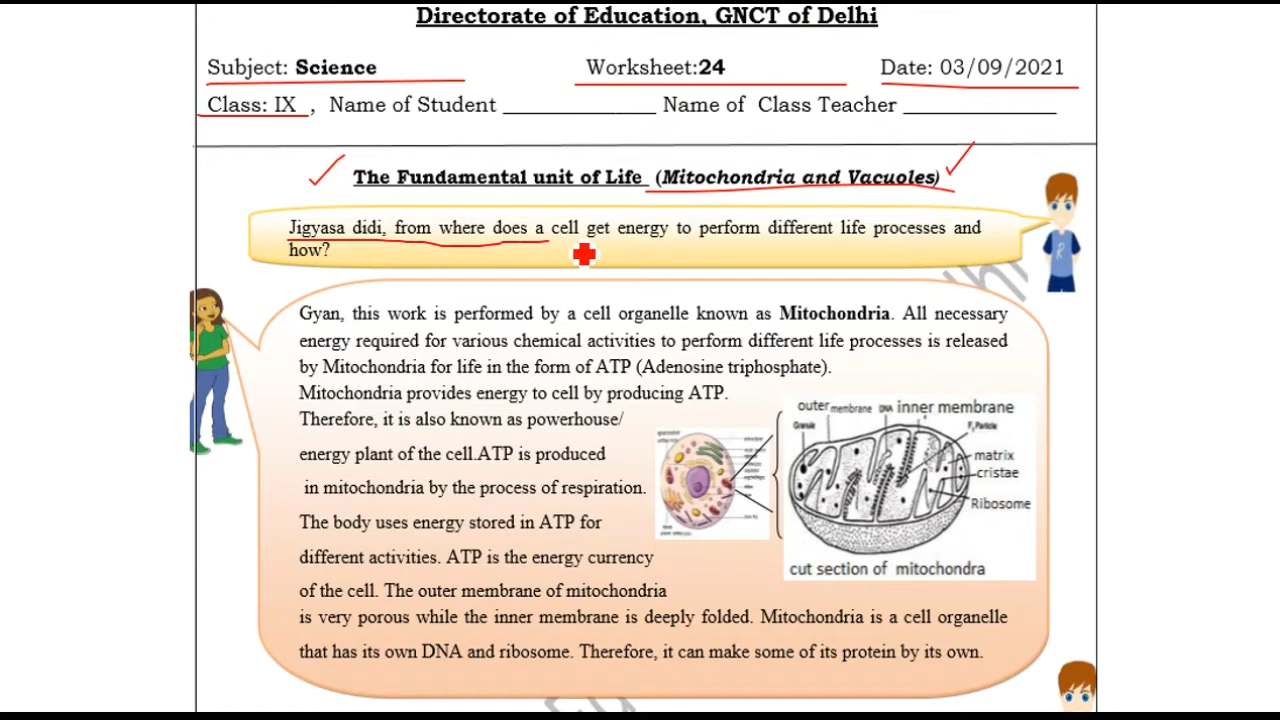 Directorate of Education, GNCT of Delhi
Subject: Science Worksheet:24 Date: 03/09/2021
Class: IX , Name of Student ____________ Name of Class Teacher ____________
The Fundamental unit of Life (Mitochondria and Vacuoles)
Jigyasa didi, from where does a cell get energy to perform different life processes and
how?
R
Gyan, this work is performed by a cell organelle known as Mitochondria. All necessary
energy required for various chemical activities to perform different life processes is released
by Mitochondria for life in the form of ATP (Adenosine triphosphate).
Mitochondria provides energy to cell by producing ATP.
Therefore, it is also known as powerhouse/
energy plant of the cell.ATP is produced
in mitochondria by the process of respiration.
The body uses energy stored in ATP for
different activities. ATP is the energy currency
of the cell. The outer membrane of mitochondria
is very porous while the inner membrane is deeply folded. Mitochondria is a cell organelle
that has its own DNA and ribosome. Therefore, it can make some of its protein by its own.
outer membrane DNA inner membrane
Granule
F₁ Particle
matrix
cristae
Ribosome
cut section of mitochondra